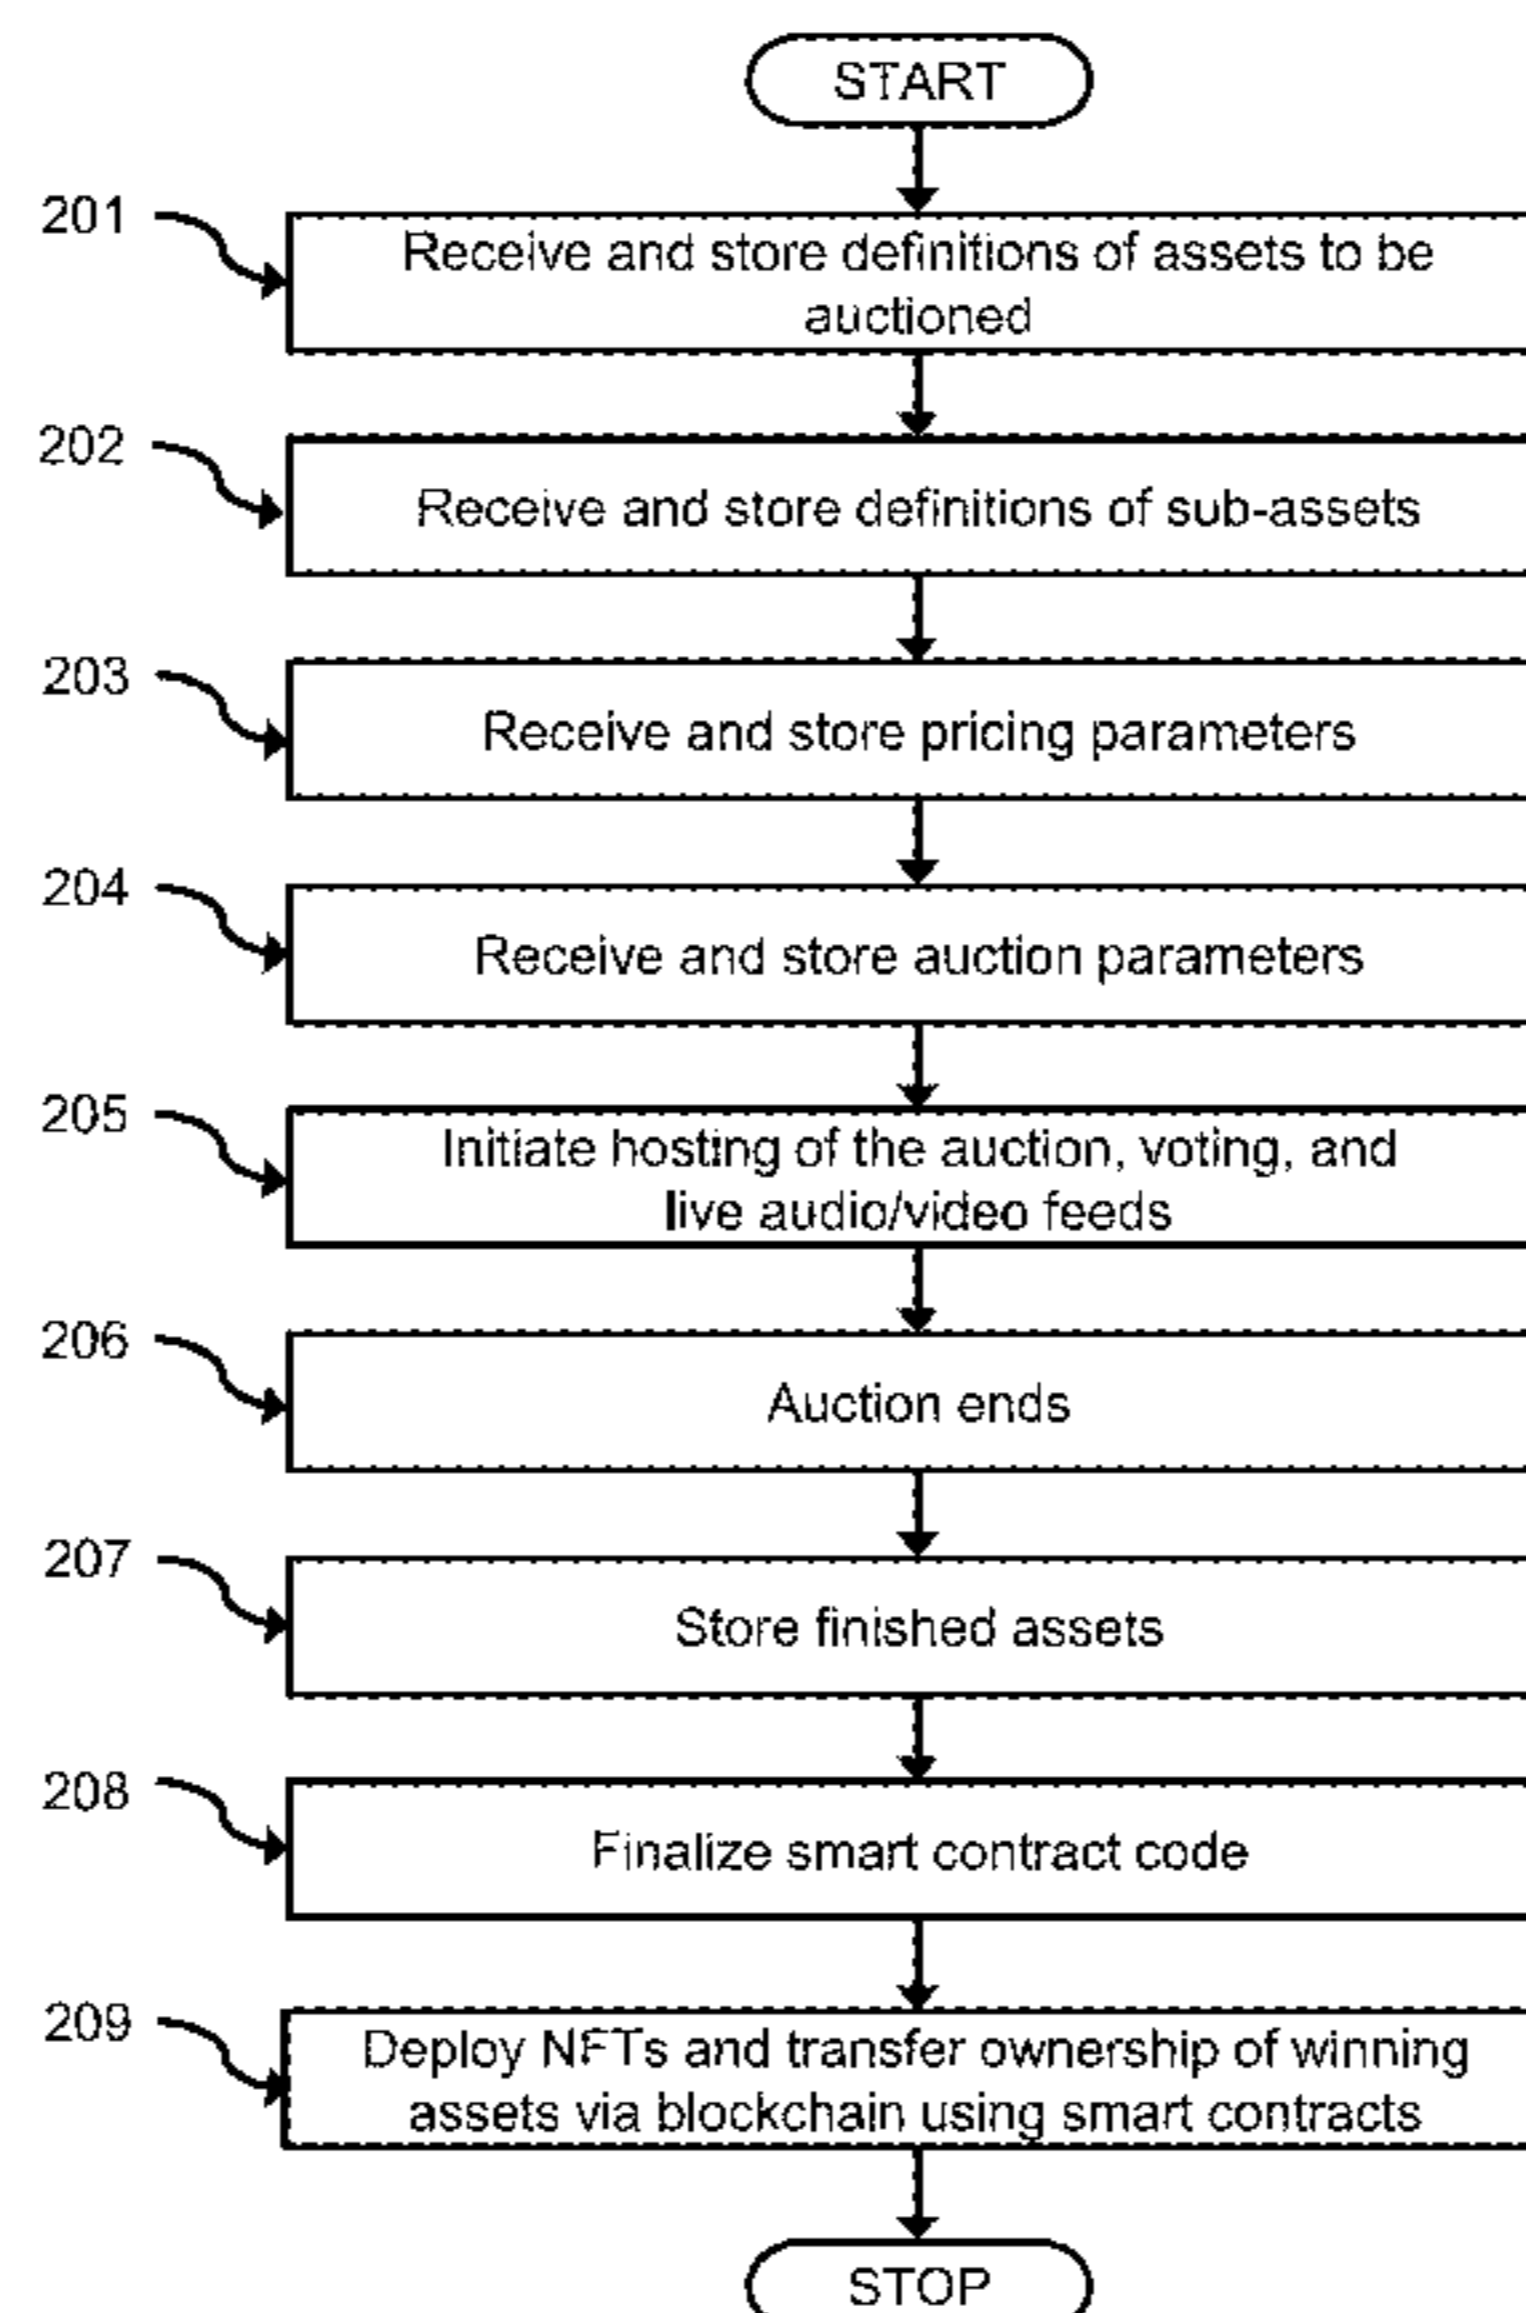 START
201
Receive and store definitions of assets to be
auctioned
202
Receive and store definitions of sub-assets
203
Receive and store pricing parameters
204
Receive and store auction parameters
205
Initiate hosting of the auction, voting, and
live audio/video feeds
206
Auction ends
207
Store finished assets
208
Finalize smart contract code
209
Deploy NFTs and transfer ownership of winning
assets via blockchain using smart contracts
STOP